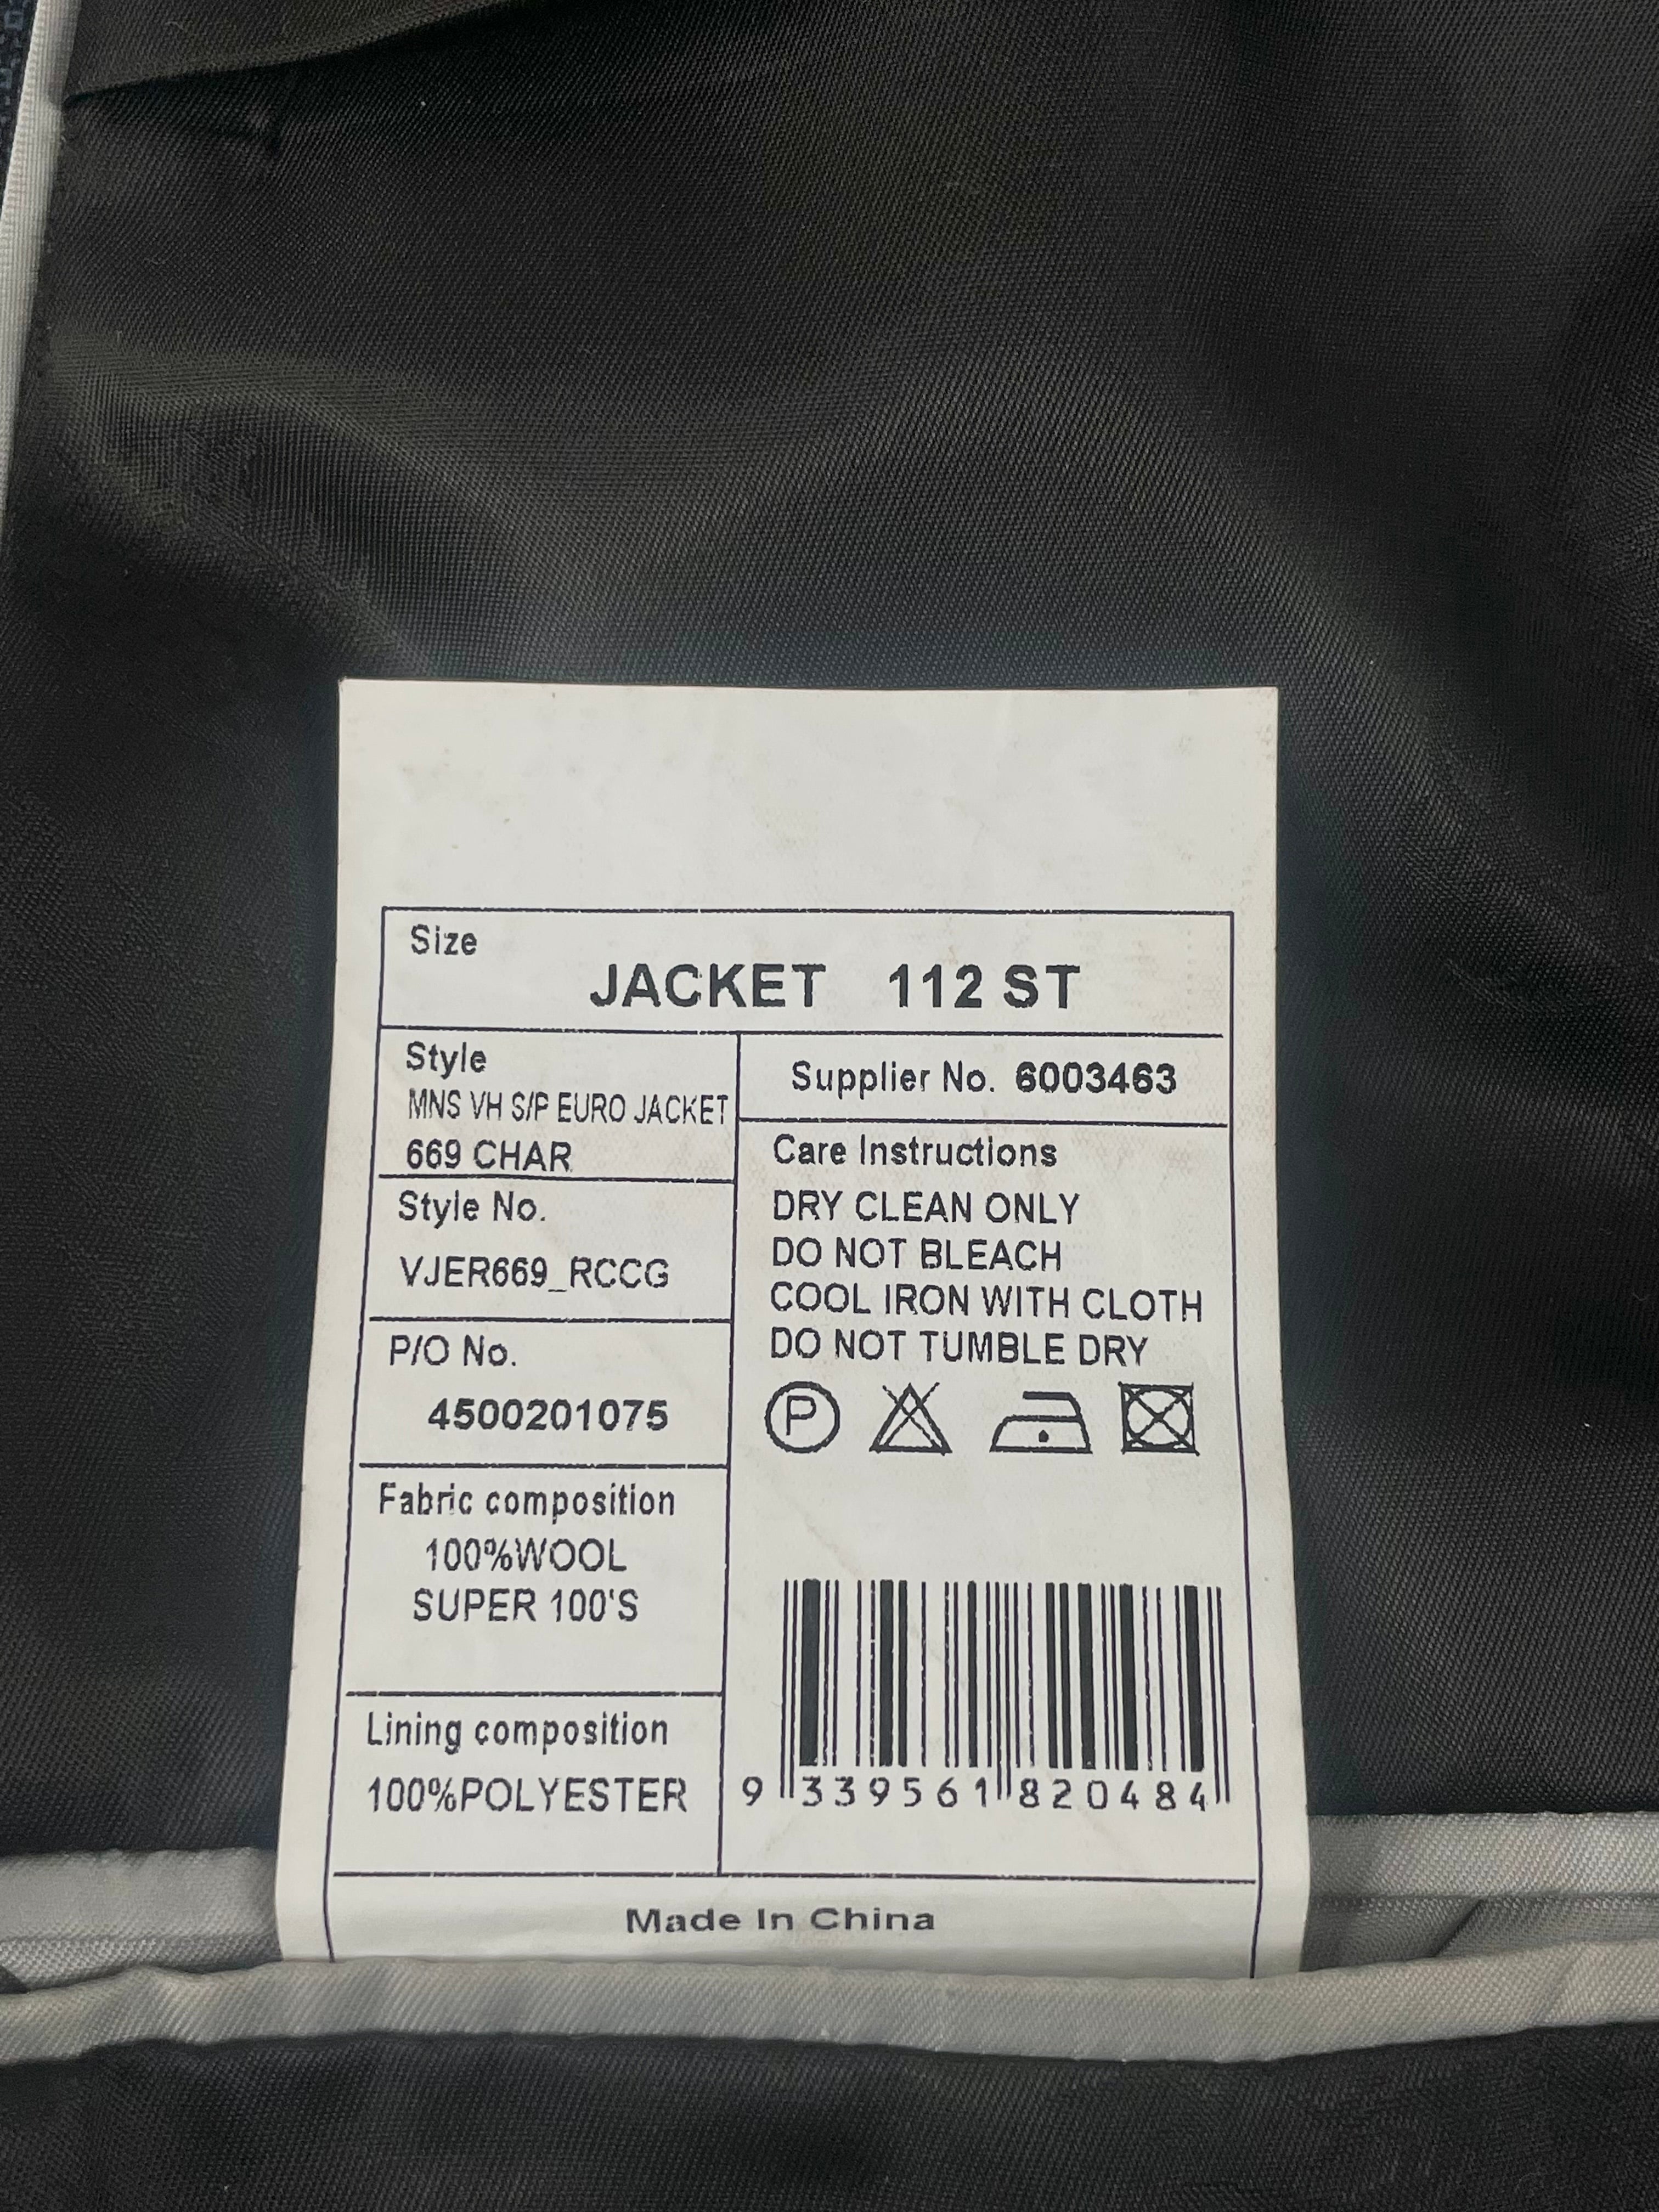 Size
JACKET 112 ST
Style
MNS VH S/P EURO JACKET
669 CHAR
Style No.
VJER669_RCCG
P/O No.
4500201075
Fabric composition
100%WOOL
SUPER 100'S
Lining composition
100%POLYESTER
Supplier No. 6003463
Care Instructions
DRY CLEAN ONLY
DO NOT BLEACH
COOL IRON WITH CLOTH
DO NOT TUMBLE DRY
P
9 339561 820484
Made In China